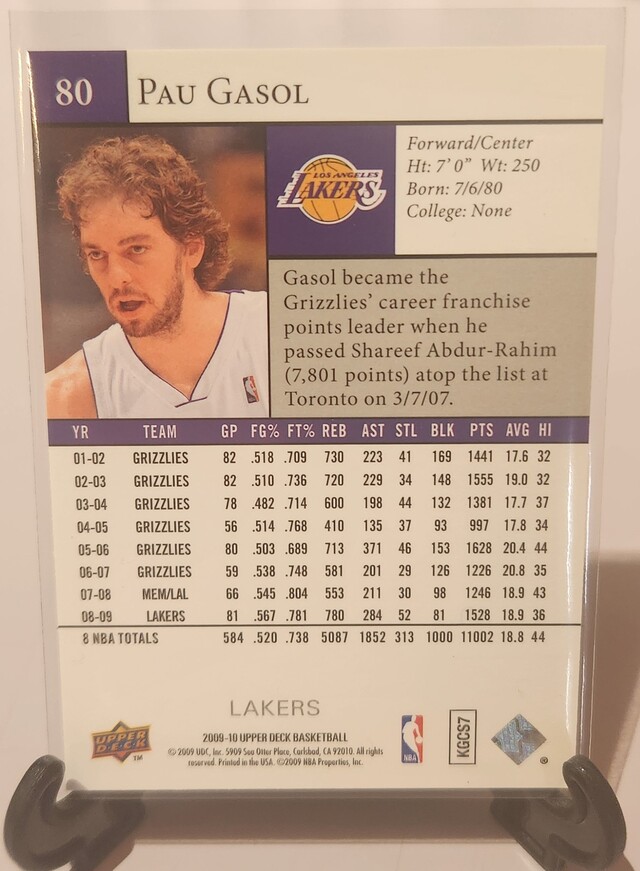 80 PAU GASOL
LOS ANGELES
LAKERS
Forward/Center
Ht: 7' 0" Wt: 250
Born: 7/6/80
College: None
Gasol became the
Grizzlies' career franchise
points leader when he
passed Shareef Abdur-Rahim
(7,801 points) atop the list at
Toronto on 3/7/07.
YR TEAM GP FG% FT% REB AST STL BLK PTS AVG HI
01-02 GRIZZLIES 82 .518 .709 730 223 41 169 1441 17.6 32
02-03 GRIZZLIES 82 .510 .736 720 229 34 148 1555 19.0 32
03-04 GRIZZLIES 78 .482 .714 600 198 44 132 1381 17.7 37
04-05 GRIZZLIES 56 .514 .768 410 135 37 93 997 17.8 34
05-06 GRIZZLIES 80 .503 .689 713 371 46 153 1628 20.4 44
06-07 GRIZZLIES 59 .538 .748 581 201 29 126 1226 20.8 35
07-08 MEM/LAL 66 .545 .804 553 211 30 98 1246 18.9 43
08-09 LAKERS 81 .567 .781 780 284 52 81 1528 18.9 36
8 NBA TOTALS 584 .520 .738 5087 1852 313 1000 11002 18.8 44
LAKERS
UPPER
DECK
TM
2009-10 UPPER DECK BASKETBALL
© 2009 UDC, Inc. 5909 Sea Otter Place, Carlsbad, CA 92010. All rights
reserved. Printed in the USA. ©2009 NBA Properties, Inc.
NBA
KGCS7
®